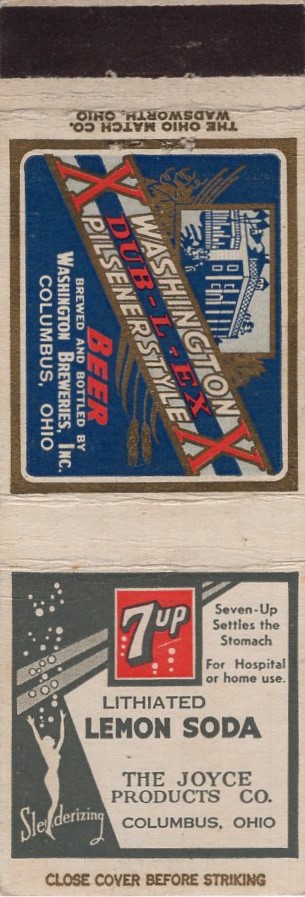 THE OHIO MATCH CO.
WADSWORTH, OHIO
X WASHINGTON X
DUB-L-EX
PILSENER STYLE
BEER
BREWED AND BOTTLED BY
WASHINGTON BREWERIES, INC.
COLUMBUS, OHIO
7UP
Seven-Up
Settles the
Stomach
For Hospital
or home use.
LITHIATED
LEMON SODA
THE JOYCE
PRODUCTS CO.
COLUMBUS, OHIO
Slenderizing
CLOSE COVER BEFORE STRIKING